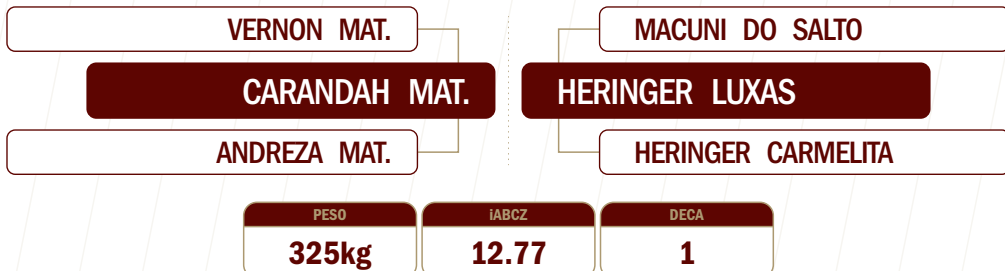 VERNON MAT.
CARANDAH MAT.
ANDREZA MAT.
MACUNI DO SALTO
HERINGER LUXAS
HERINGER CARMELITA
PESO
325kg
iABCZ
12.77
DECA
1